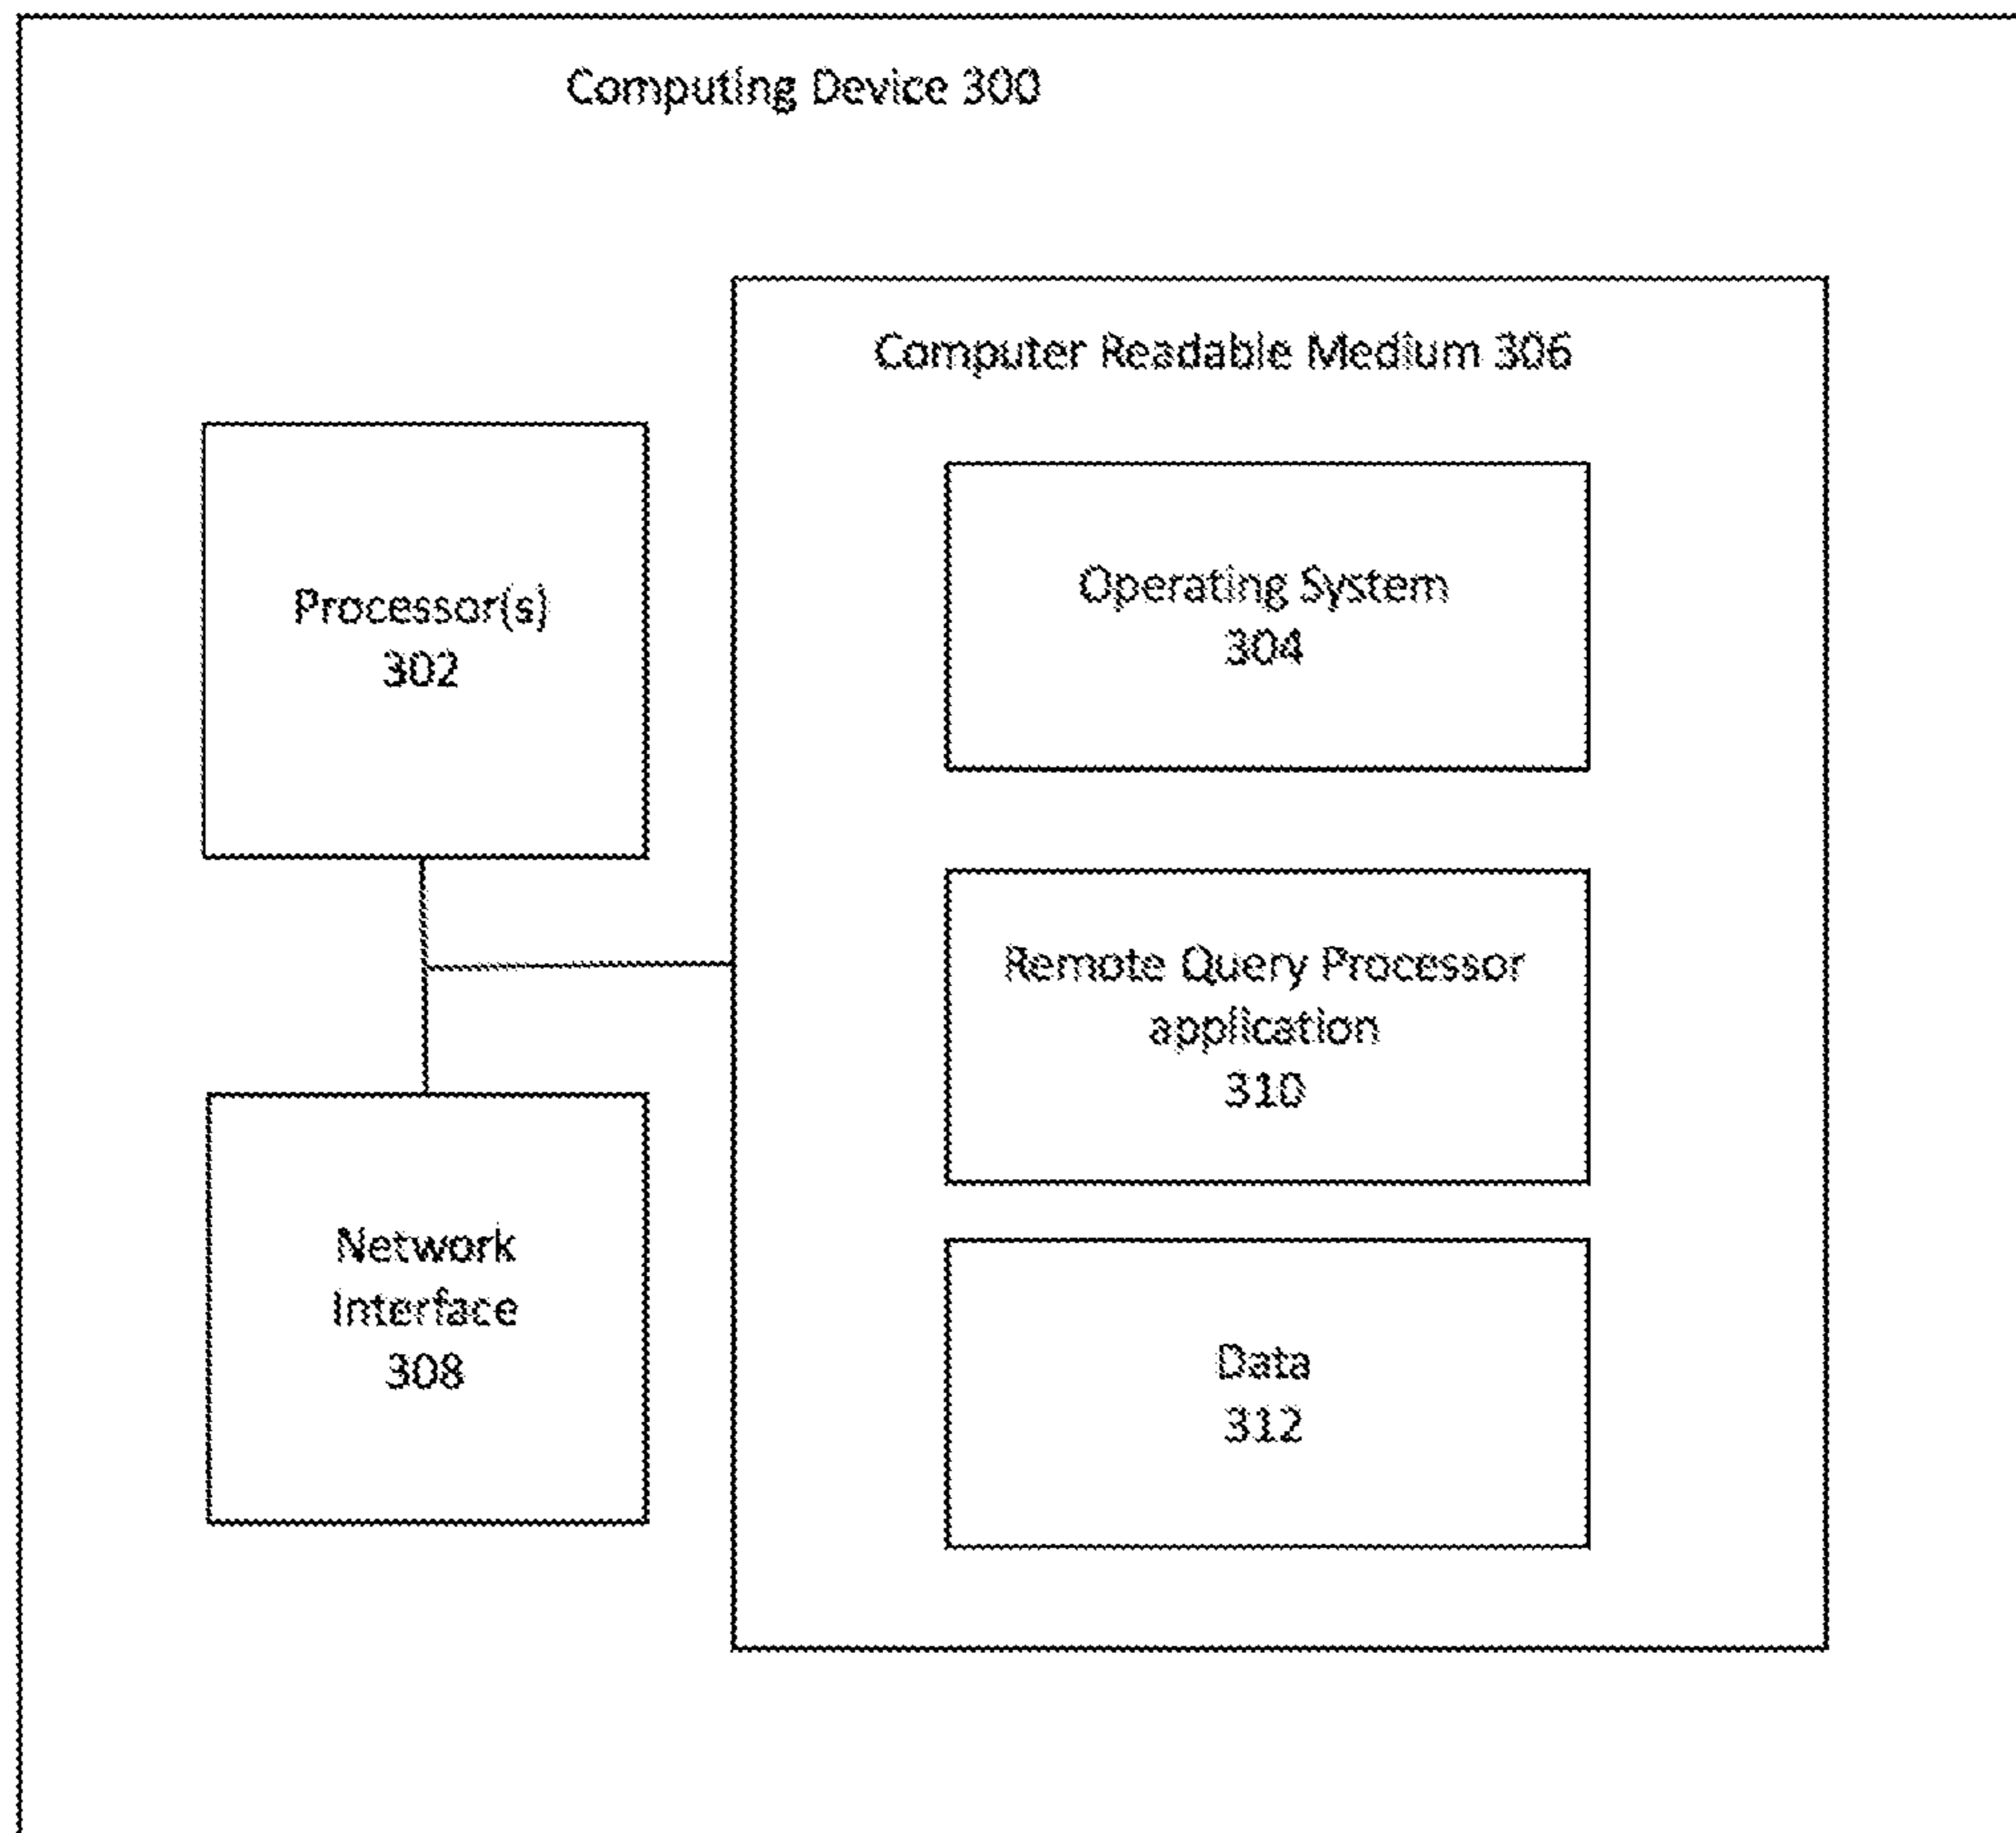 Computing Device 300
Computer Readable Medium 306
Processor(s)
302
Operating System
304
Remote Query Processor
application
310
Network
Interface
308
Data
312